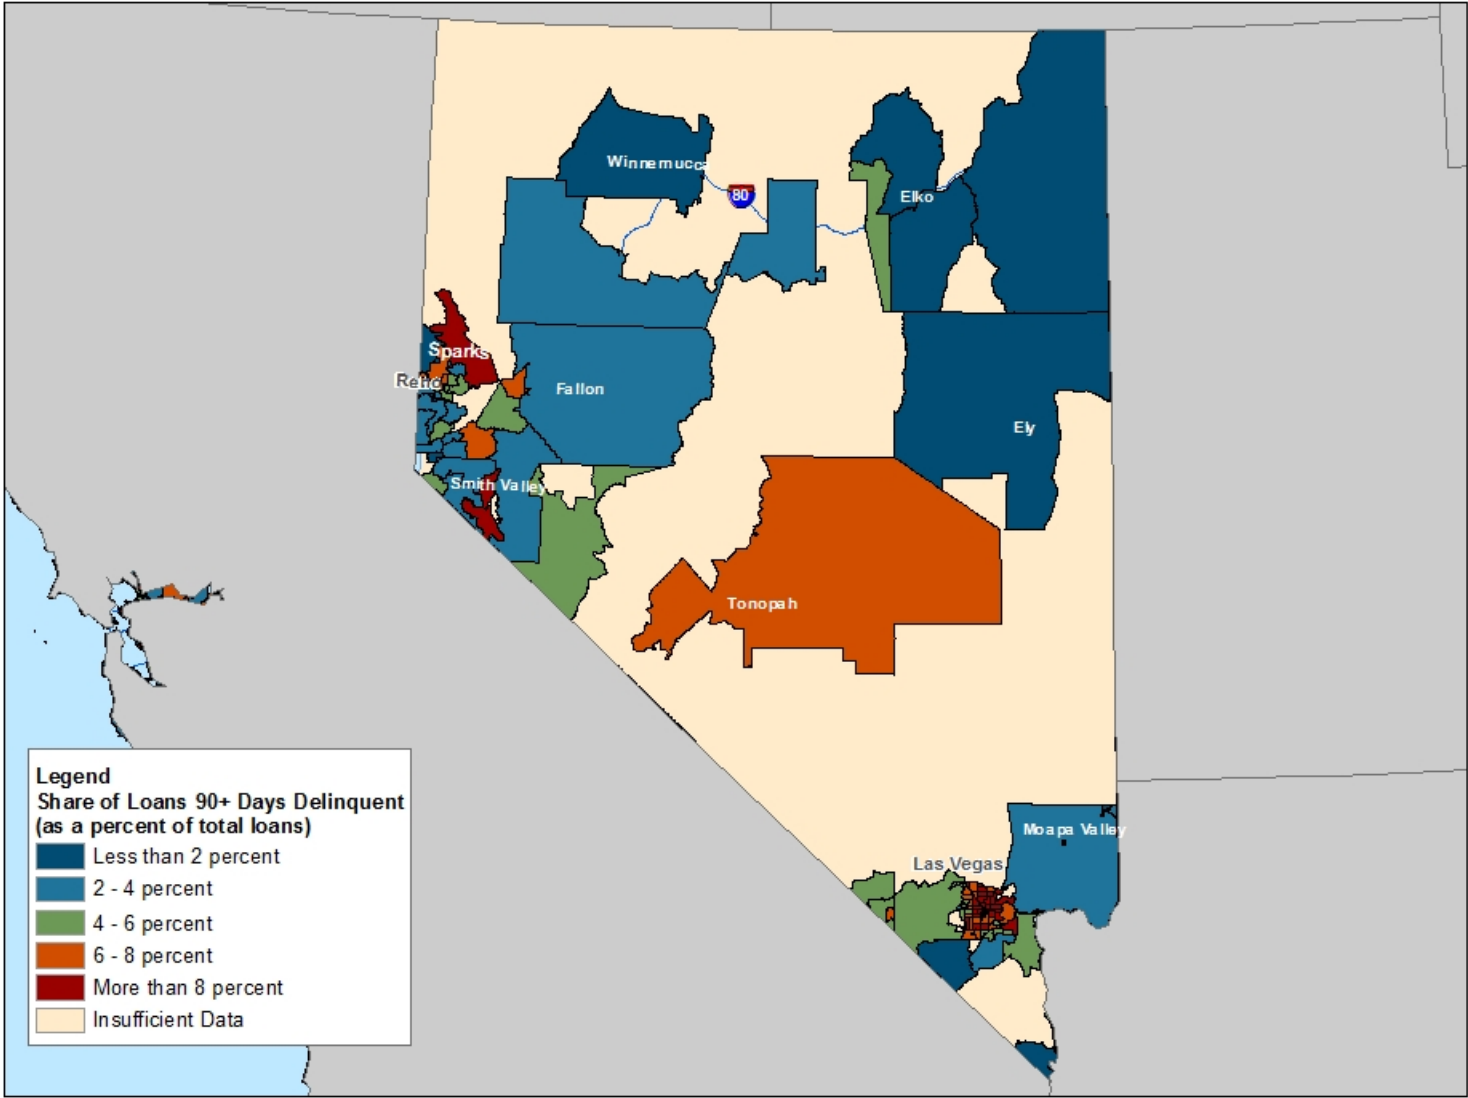 Winnemucca
80
Elko
Sparks
Reno
Fallon
Ely
Smith Valley
Tonopah
Legend
Share of Loans 90+ Days Delinquent
(as a percent of total loans)
Less than 2 percent
2 - 4 percent
4 - 6 percent
6 - 8 percent
More than 8 percent
Insufficient Data
Moapa Valley
Las Vegas